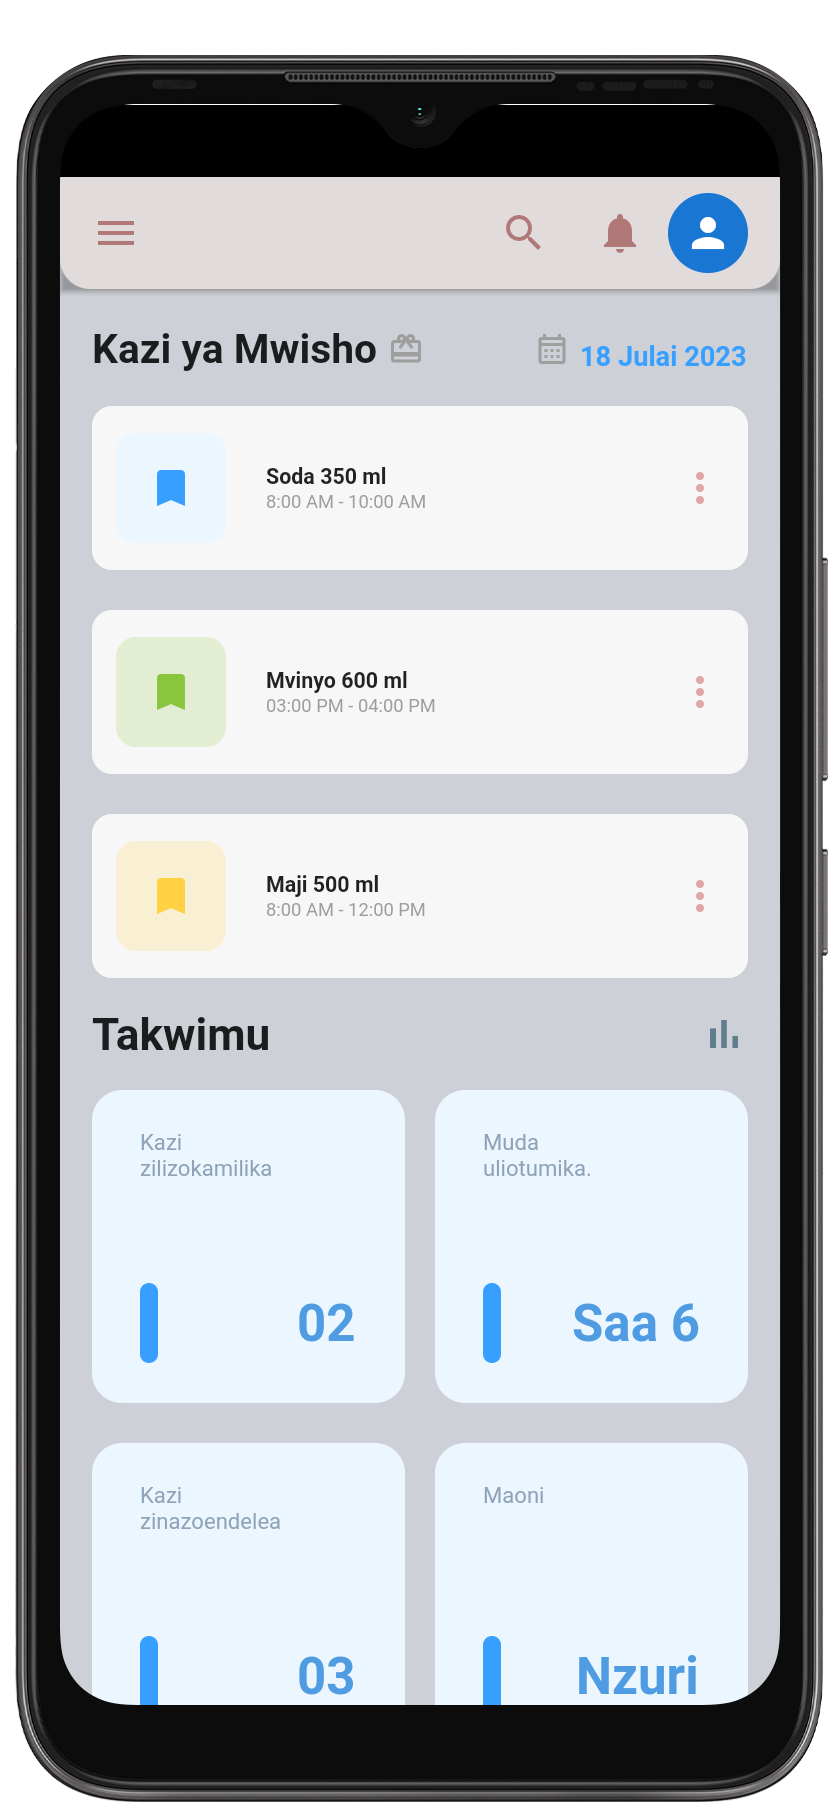 Kazi ya Mwisho
18 Julai 2023
Soda 350 ml
8:00 AM - 10:00 AM
Mvinyo 600 ml
03:00 PM - 04:00 PM
Maji 500 ml
8:00 AM - 12:00 PM
Takwimu
Kazi
zilizokamilika
02
Muda
uliotumika.
Saa 6
Kazi
zinazoendelea
03
Maoni
Nzuri